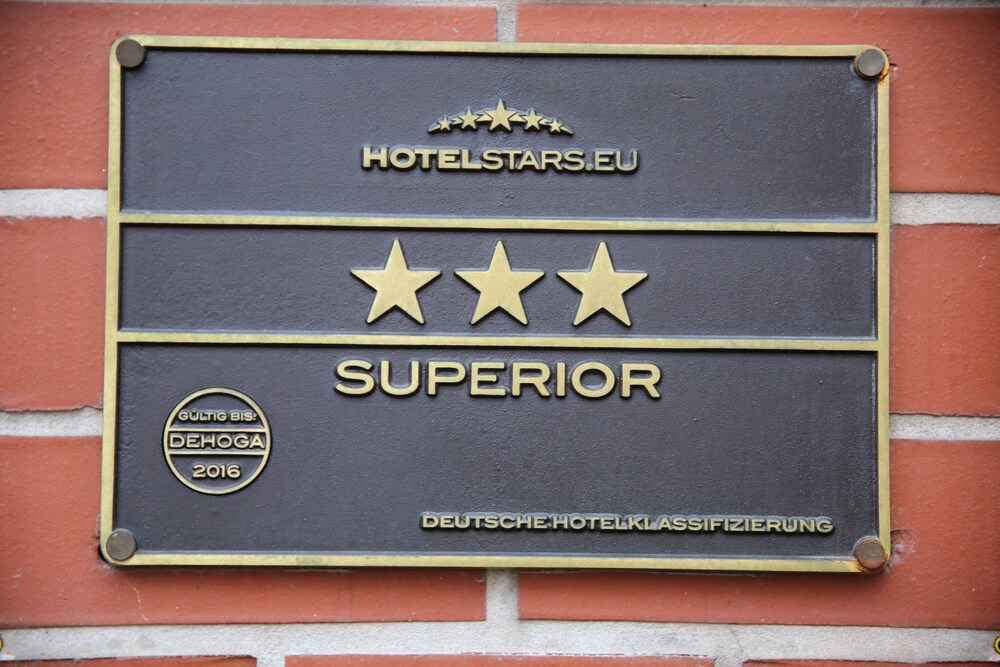 HOTELSTARS.EU
SUPERIOR
GÜLTIG BIS:
DEHOGA
2016
DEUTSCHE HOTELKLASSIFIZIERUNG